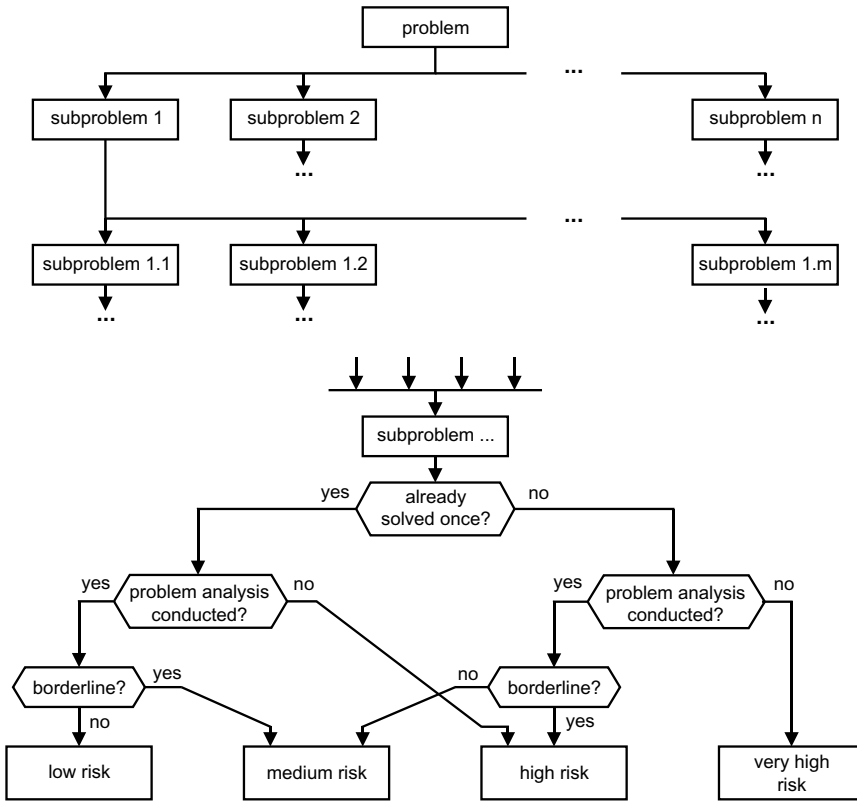 problem
...
subproblem 1
subproblem 2
subproblem n
...
...
...
subproblem 1.1
subproblem 1.2
subproblem 1.m
...
...
...
subproblem ...
yes
already
solved once?
no
yes
problem analysis
conducted?
no
yes
problem analysis
conducted?
no
borderline?
yes
no
borderline?
no
yes
low risk
medium risk
high risk
very high
risk